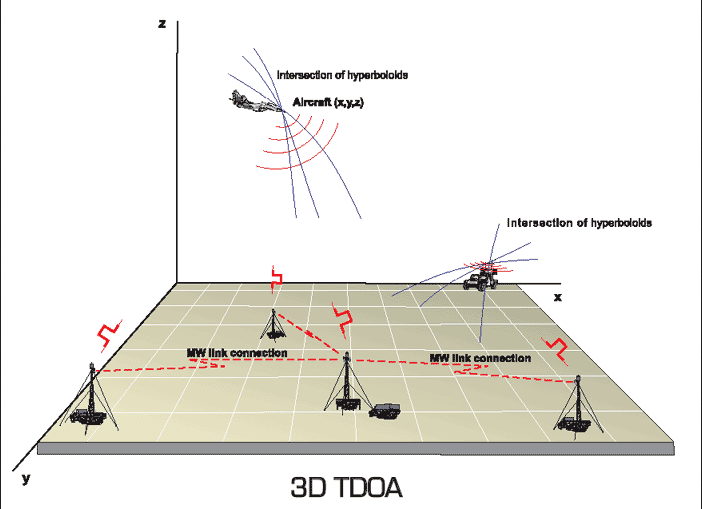 z
Intersection of hyperboloids
Aircraft (x,y,z)
Intersection of hyperboloids
x
MW link connection
MW link connection
y
3D TDOA